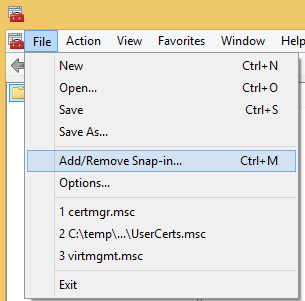 File Action View Favorites Window Help
New Ctrl+N
Open... Ctrl+O
Save Ctrl+S
Save As...
Add/Remove Snap-in... Ctrl+M
Options...
1 certmgr.msc
2 C:\temp\...\UserCerts.msc
3 virtmgmt.msc
Exit